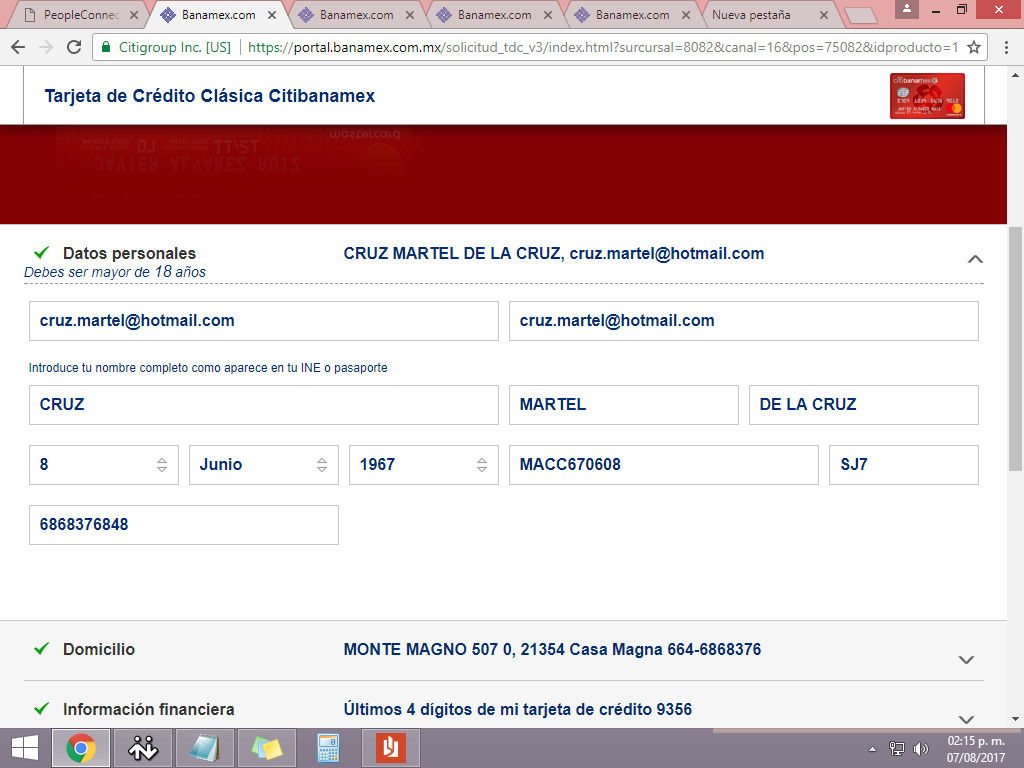 PeopleConnec
Banamex.com
Banamex.com
Banamex.com
Banamex.com
Nueva pestaña
Citigroup Inc. [US]
https://portal.banamex.com.mx/solicitud_tdc_v3/index.html?surcursal=8082&canal=16&pos=75082&idproducto=1
Tarjeta de Crédito Clásica Citibanamex
citibanamex
mastercard
JAVIER ALVAREZ RUIZ
Datos personales
CRUZ MARTEL DE LA CRUZ, cruz.martel@hotmail.com
Debes ser mayor de 18 años
cruz.martel@hotmail.com
cruz.martel@hotmail.com
Introduce tu nombre completo como aparece en tu INE o pasaporte
CRUZ
MARTEL
DE LA CRUZ
8
Junio
1967
MACC670608
SJ7
6868376848
Domicilio
MONTE MAGNO 507 0, 21354 Casa Magna 664-6868376
Información financiera
Últimos 4 dígitos de mi tarjeta de crédito 9356
02:15 p. m.
07/08/2017